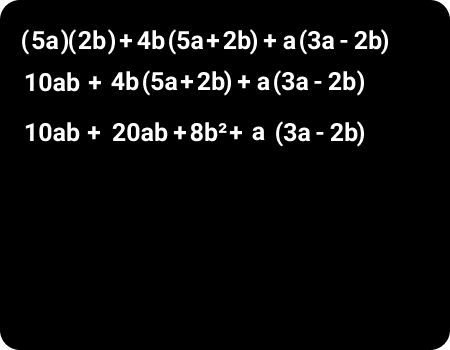 (5a)(2b) + 4b(5a+2b) + a(3a - 2b)
10ab + 4b(5a+2b) + a(3a - 2b)
10ab + 20ab + 8b² + a (3a - 2b)